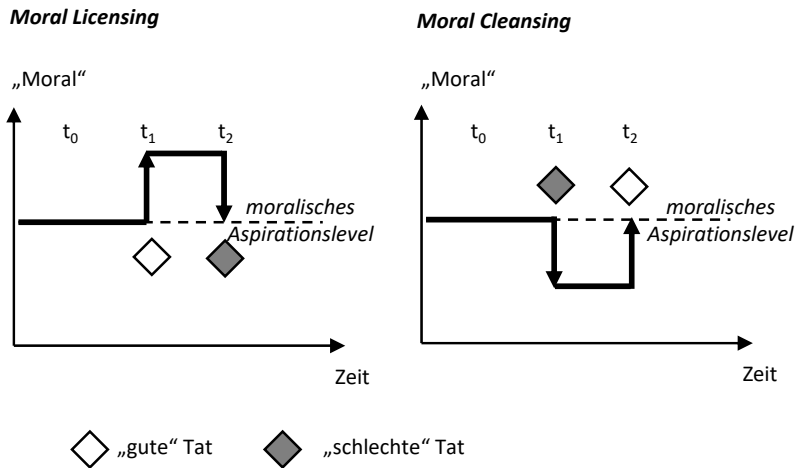 Moral Licensing
„Moral“
t₀ t₁ t₂
moralisches
Aspirationslevel
Zeit
Moral Cleansing
„Moral“
t₀ t₁ t₂
moralisches
Aspirationslevel
Zeit
„gute“ Tat
„schlechte“ Tat